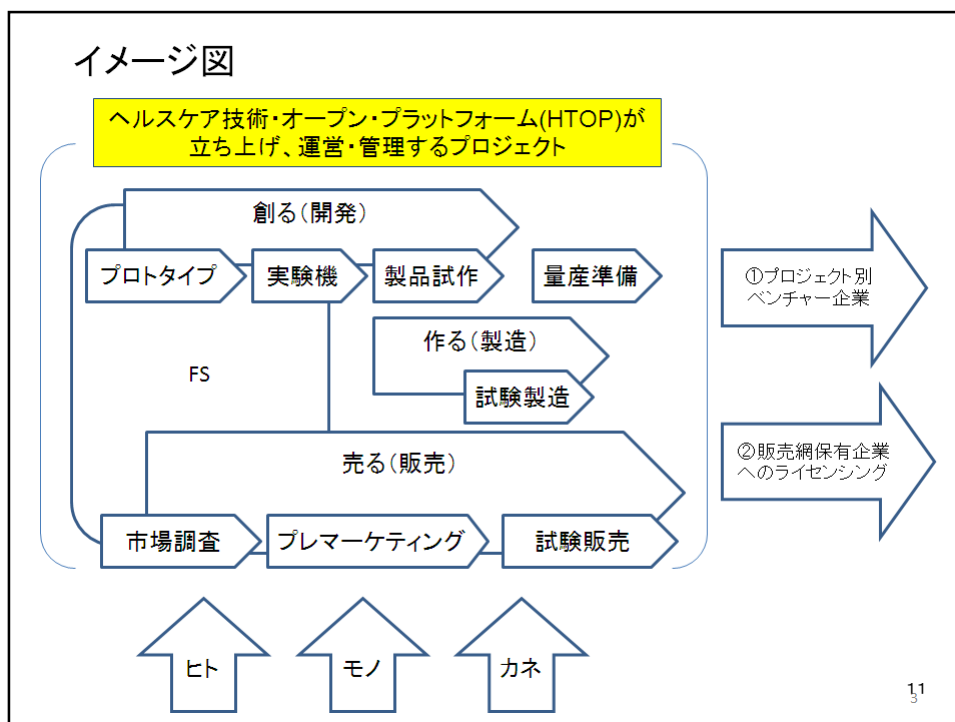 イメージ図
ヘルスケア技術・オープン・プラットフォーム(HTOP)が
立ち上げ、運営・管理するプロジェクト
創る(開発)
プロトタイプ
実験機
製品試作
量産準備
①プロジェクト別
ベンチャー企業
作る(製造)
FS
試験製造
売る(販売)
②販売網保有企業
へのライセンシング
市場調査
プレマーケティング
試験販売
ヒト
モノ
カネ
11
3